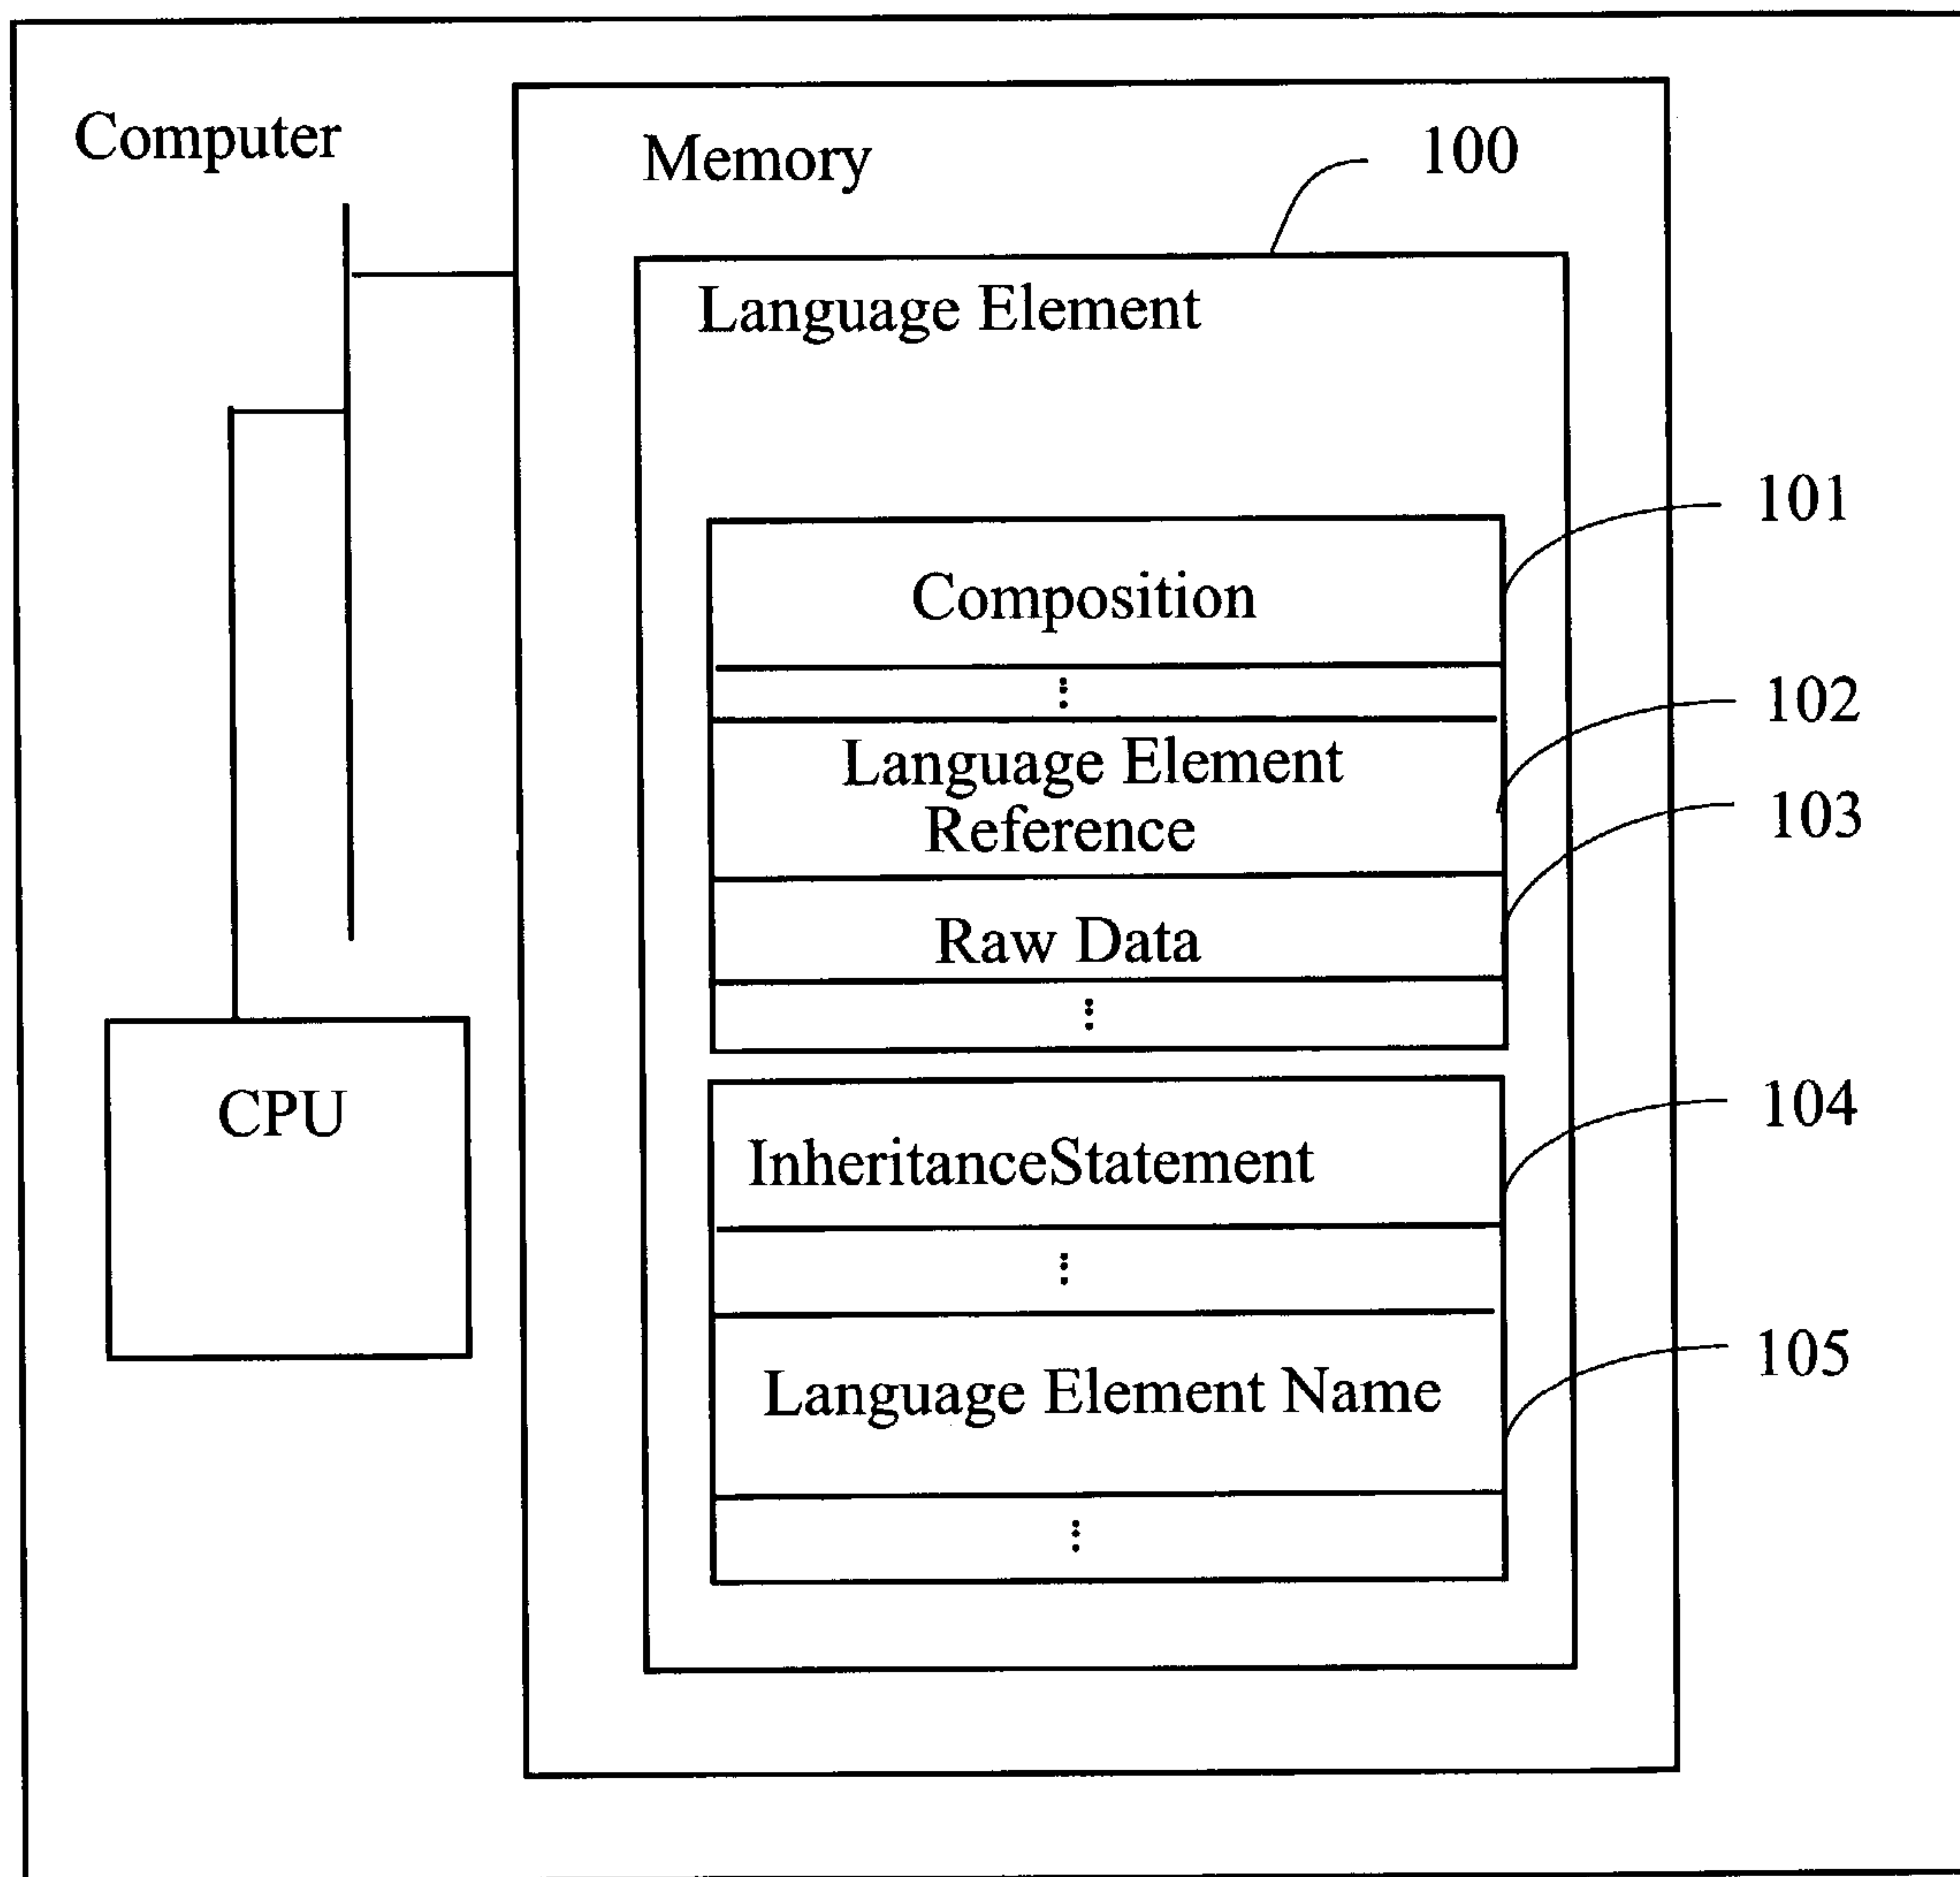 Computer
Memory
100
Language Element
101
Composition
102
Language Element
Reference
103
Raw Data
104
CPU
InheritanceStatement
105
Language Element Name